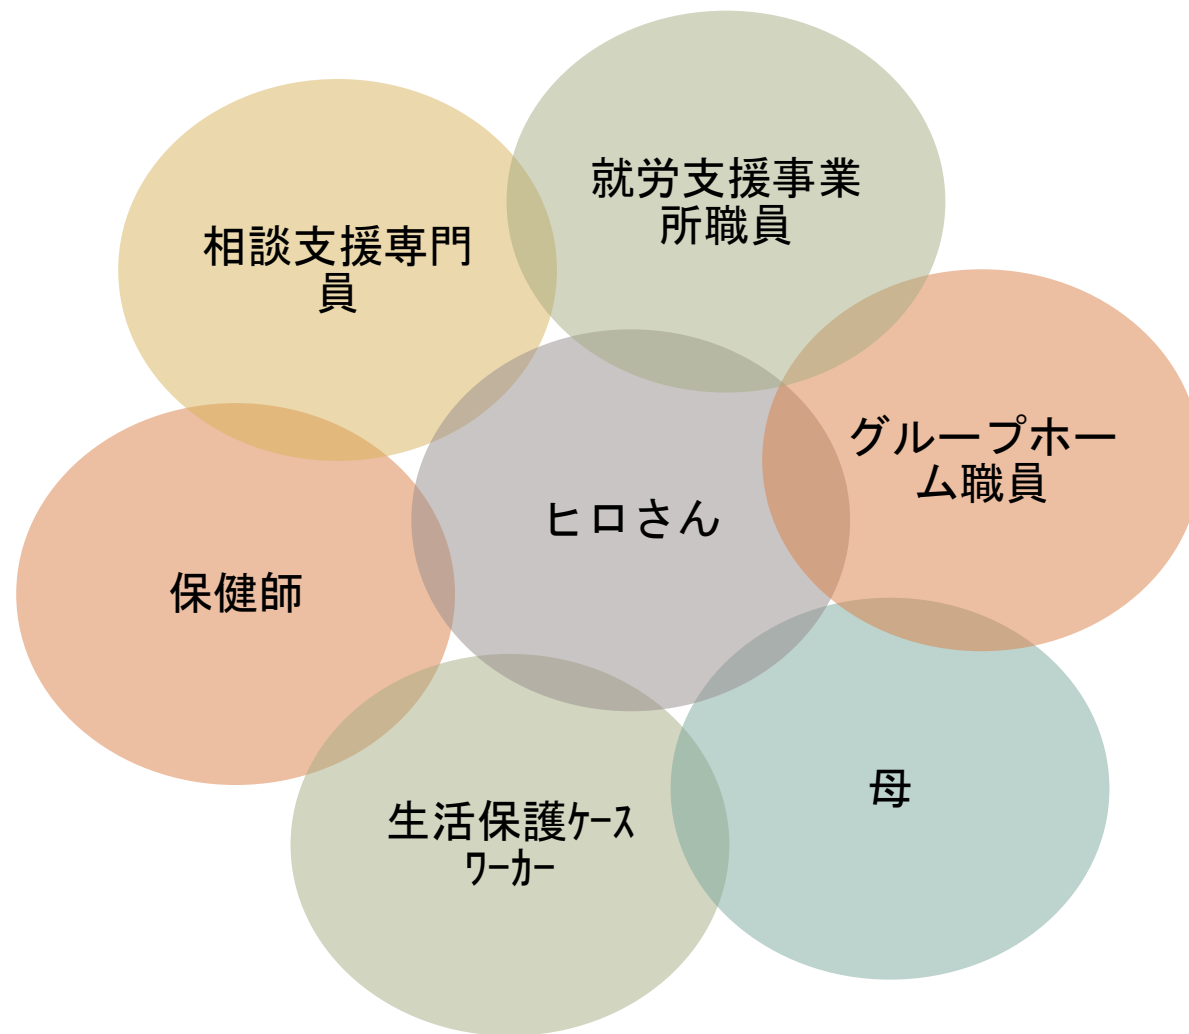 就労支援事業
所職員
相談支援専門
員
グループホー
ム職員
ヒロさん
保健師
母
生活保護ｹｰｽ
ﾜｰｶｰ